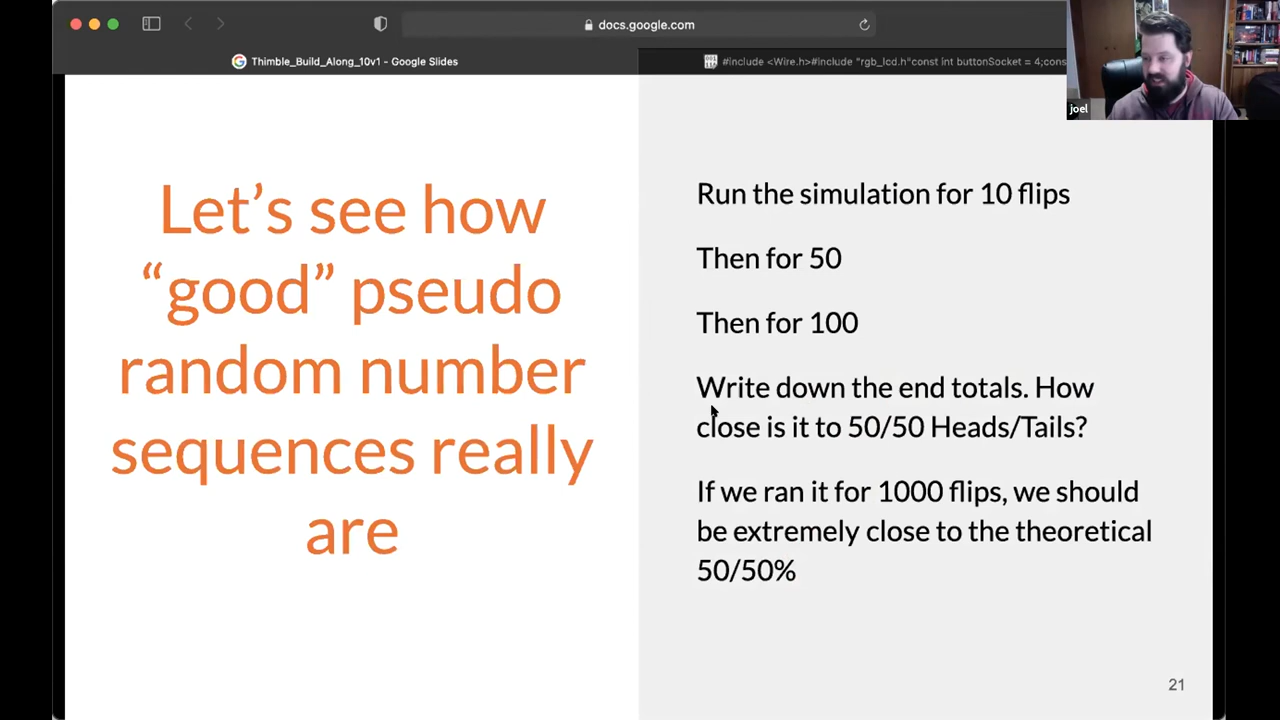 docs.google.com
Thimble_Build_Along_10v1 - Google Slides
#include <Wire.h>#include "rgb_lcd.h"const int buttonSocket = 4;cons
joel
Let’s see how
“good” pseudo
random number
sequences really
are
Run the simulation for 10 flips
Then for 50
Then for 100
Write down the end totals. How
close is it to 50/50 Heads/Tails?
If we ran it for 1000 flips, we should
be extremely close to the theoretical
50/50%
21